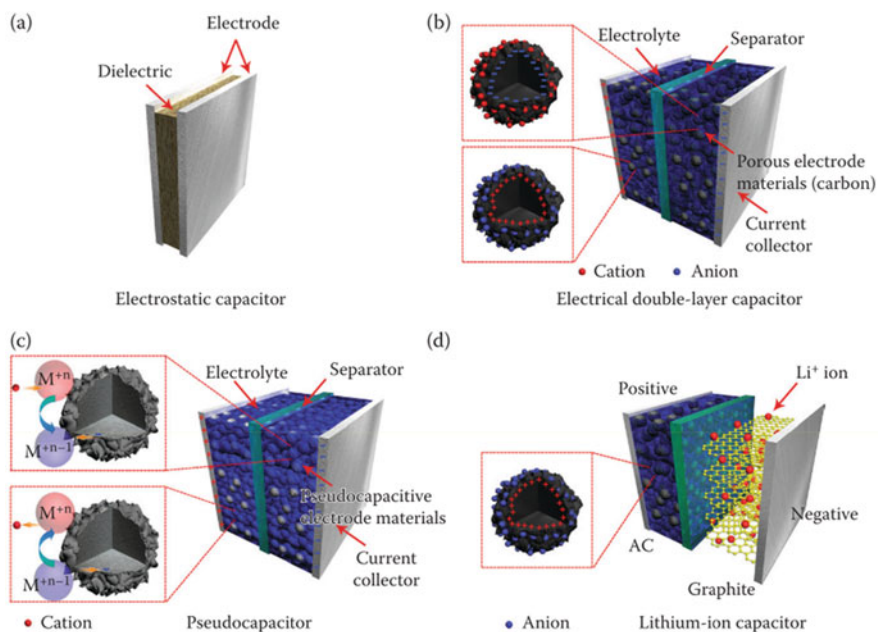 (a)
Electrode
Dielectric
Electrostatic capacitor
(b)
Electrolyte
Separator
Porous electrode
materials (carbon)
Current
collector
Cation
Anion
Electrical double-layer capacitor
(c)
M+n
M+n−1
M+n
M+n−1
Electrolyte
Separator
Pseudocapacitive
electrode materials
Current
collector
Cation
Pseudocapacitor
(d)
Li+ ion
Positive
Negative
AC
Graphite
Anion
Lithium-ion capacitor